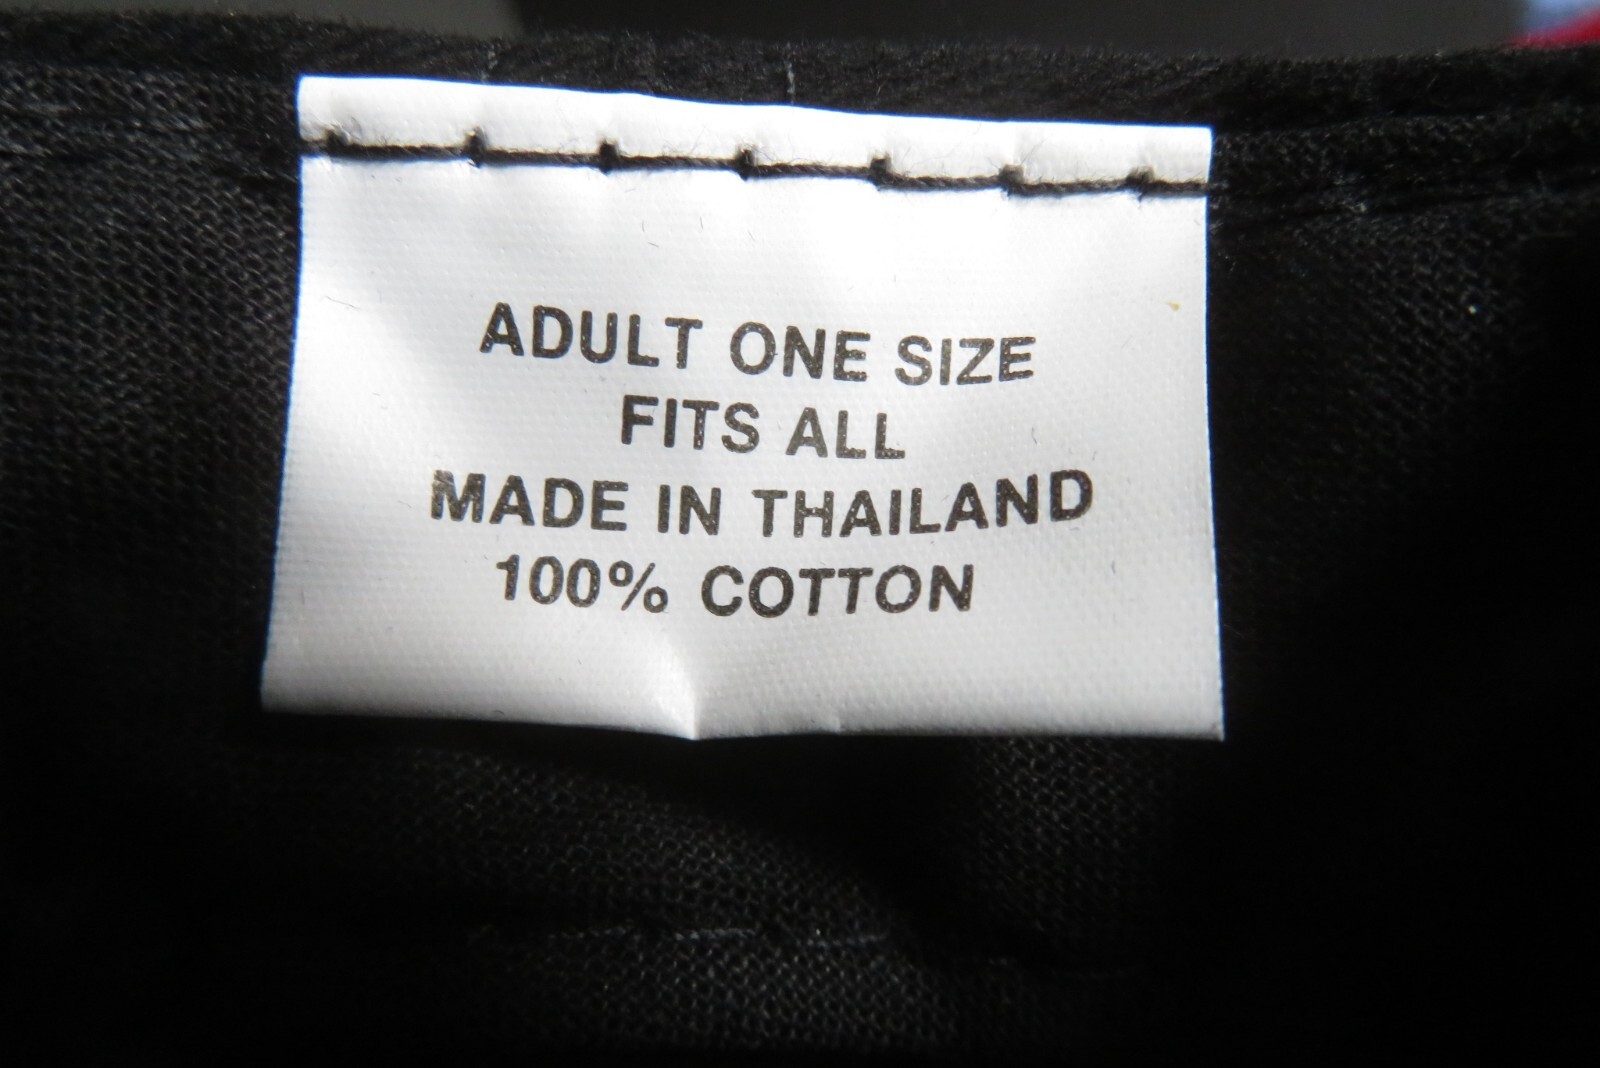 ADULT ONE SIZE
FITS ALL
MADE IN THAILAND
100% COTTON